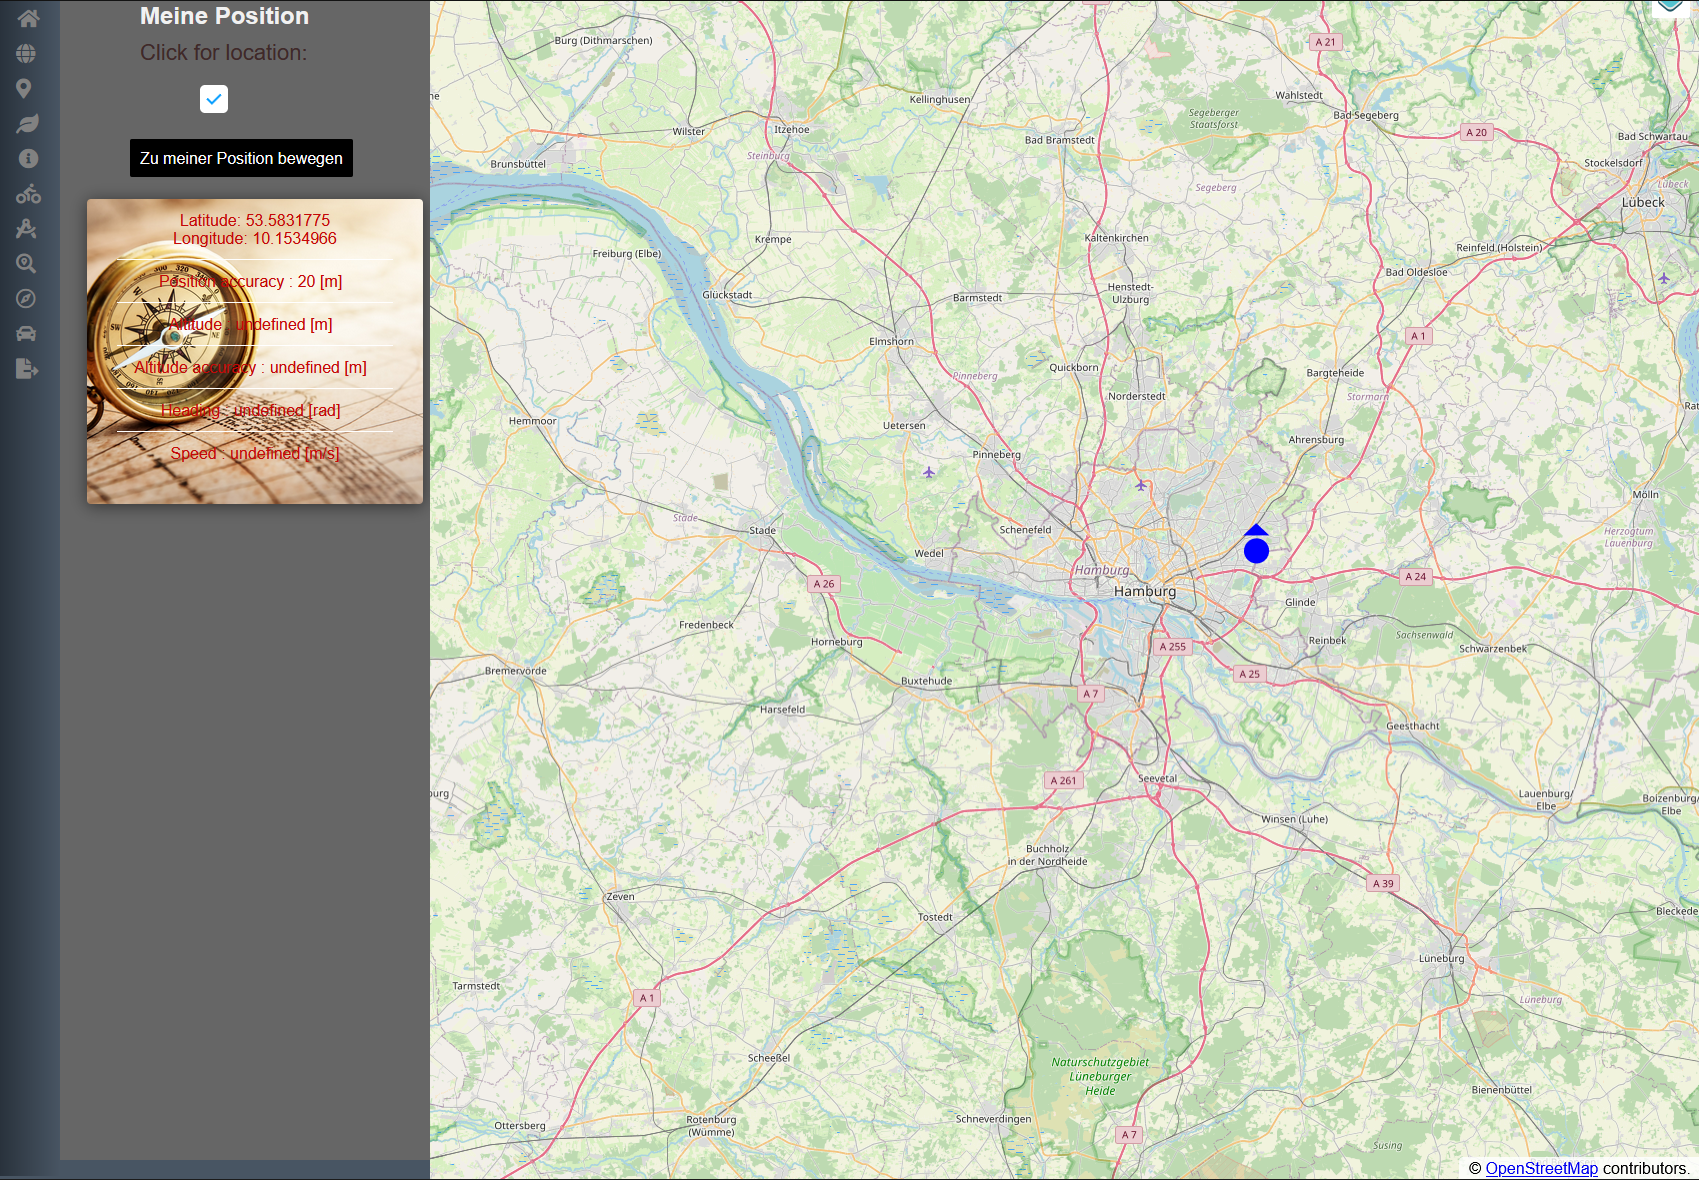 Meine Position
Click for location:
Zu meiner Position bewegen
Latitude: 53.5831775
Longitude: 10.1534966
Position accuracy : 20 [m]
Altitude : undefined [m]
Altitude accuracy : undefined [m]
Heading : undefined [rad]
Speed : undefined [m/s]
Burg (Dithmarschen)
A 21
Kellinghusen
Wahlstedt
Segeberger
Staatsforst
Bad Segeberg
Wilster
Itzehoe
Bad Bramstedt
A 20
Bad Schwartau
Steinburg
Brunsbüttel
Stockelsdorf
Segeberg
Lübeck
Lübeck
Krempe
Kaltenkirchen
Freiburg (Elbe)
Reinfeld (Holstein)
Bad Oldesloe
Glückstadt
Barmstedt
Henstedt-
Ulzburg
Elmshorn
A 1
Quickborn
Bargteheide
Pinneberg
Norderstedt
Stormarn
Hemmoor
Uetersen
Ahrensburg
Pinneberg
Mölln
Stade
Stade
Schenefeld
Herzogtum
Lauenburg
Wedel
Hamburg
A 26
A 24
Hamburg
Glinde
Fredenbeck
Horneburg
Reinbek
Sachsenwald
A 255
Schwarzenbek
Bremervörde
Buxtehude
A 25
A 7
Harsefeld
Geesthacht
A 261
Seevetal
Lauenburg/
Elbe
Boizenburg/
Elbe
Winsen (Luhe)
Buchholz
in der Nordheide
A 39
Zeven
Tostedt
Bleckede
Lüneburg
Tarmstedt
A 1
Lüneburg
Scheeßel
Naturschutzgebiet
Lüneburger
Heide
Bienenbüttel
Rotenburg
(Wümme)
Schneverdingen
Ottersberg
A 7
Süsing
© OpenStreetMap contributors.